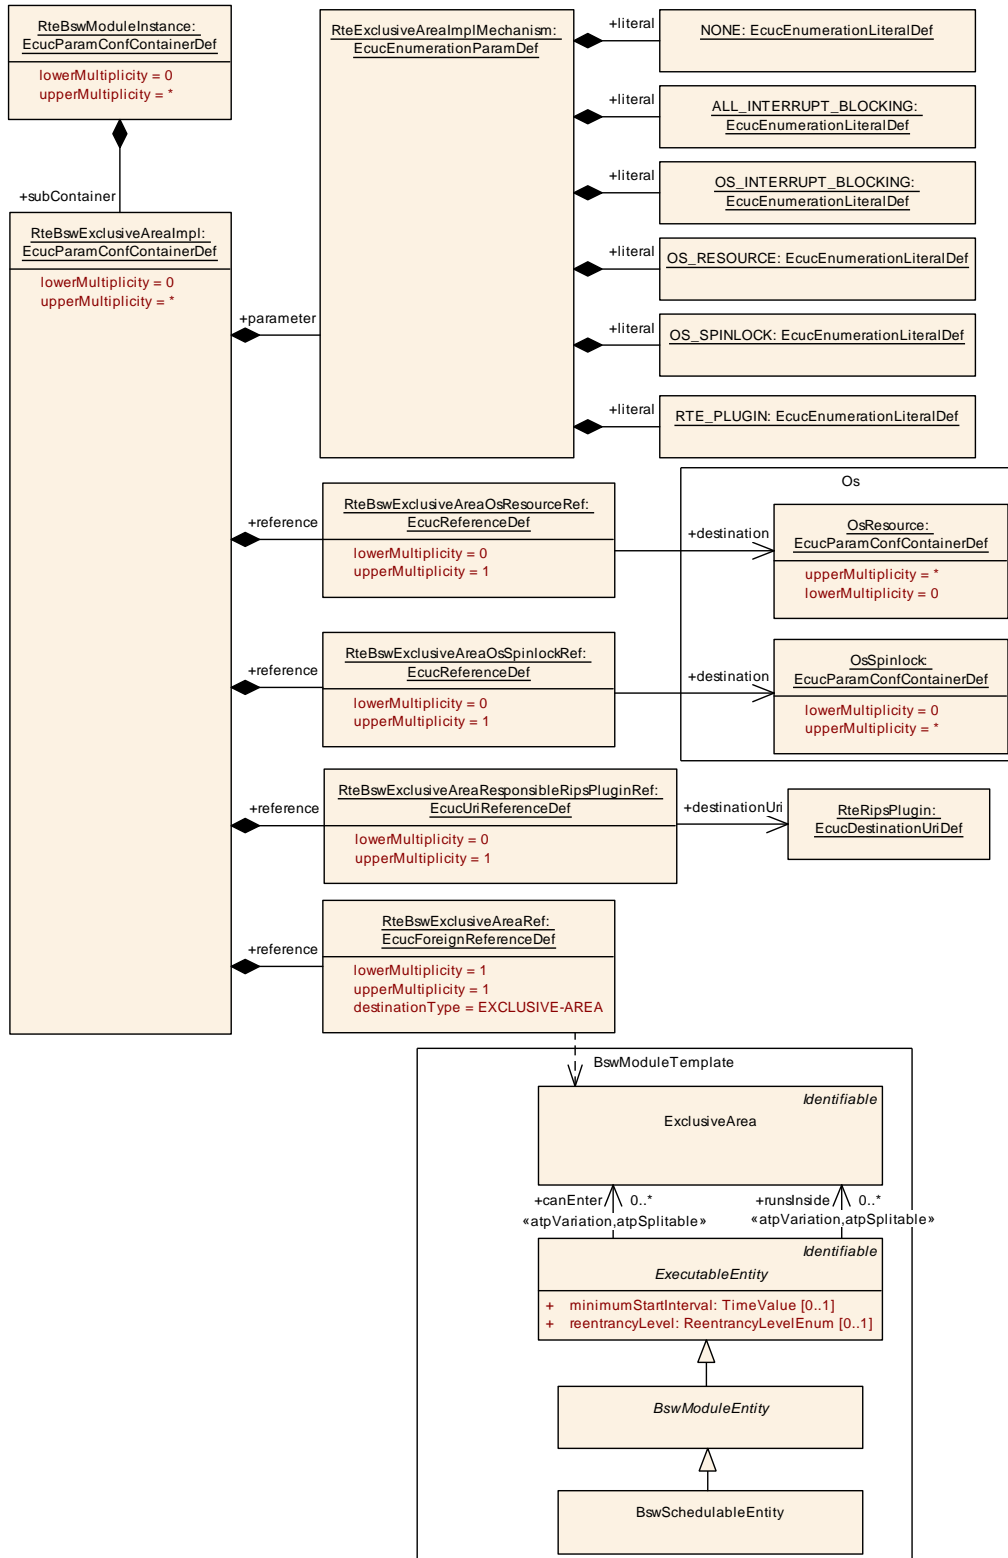 RteBswModuleInstance:
EcucParamConfContainerDef
lowerMultiplicity = 0
upperMultiplicity = *
+subContainer
RteBswExclusiveAreaImpl:
EcucParamConfContainerDef
lowerMultiplicity = 0
upperMultiplicity = *
+parameter
RteExclusiveAreaImplMechanism:
EcucEnumerationParamDef
+literal
NONE: EcucEnumerationLiteralDef
+literal
ALL_INTERRUPT_BLOCKING:
EcucEnumerationLiteralDef
+literal
OS_INTERRUPT_BLOCKING:
EcucEnumerationLiteralDef
+literal
OS_RESOURCE: EcucEnumerationLiteralDef
+literal
OS_SPINLOCK: EcucEnumerationLiteralDef
+literal
RTE_PLUGIN: EcucEnumerationLiteralDef
+reference
RteBswExclusiveAreaOsResourceRef:
EcucReferenceDef
lowerMultiplicity = 0
upperMultiplicity = 1
+destination
Os
OsResource:
EcucParamConfContainerDef
upperMultiplicity = *
lowerMultiplicity = 0
+reference
RteBswExclusiveAreaOsSpinlockRef:
EcucReferenceDef
lowerMultiplicity = 0
upperMultiplicity = 1
+destination
OsSpinlock:
EcucParamConfContainerDef
lowerMultiplicity = 0
upperMultiplicity = *
+reference
RteBswExclusiveAreaResponsibleRipsPluginRef:
EcucUriReferenceDef
lowerMultiplicity = 0
upperMultiplicity = 1
+destinationUri
RteRipsPlugin:
EcucDestinationUriDef
+reference
RteBswExclusiveAreaRef:
EcucForeignReferenceDef
lowerMultiplicity = 1
upperMultiplicity = 1
destinationType = EXCLUSIVE-AREA
BswModuleTemplate
Identifiable
ExclusiveArea
+canEnter 0..*
«atpVariation,atpSplitable»
+runsInside 0..*
«atpVariation,atpSplitable»
Identifiable
ExecutableEntity
+ minimumStartInterval: TimeValue [0..1]
+ reentrancyLevel: ReentrancyLevelEnum [0..1]
BswModuleEntity
BswSchedulableEntity